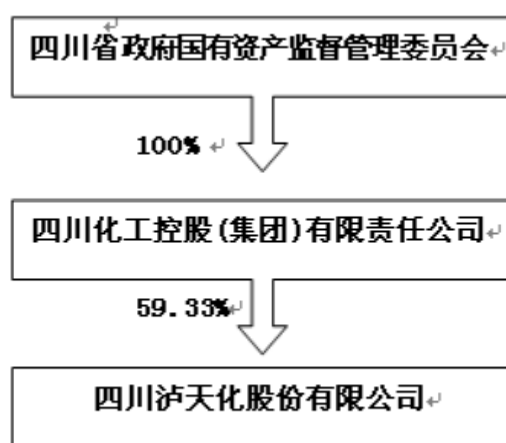 四川省政府国有资产监督管理委员会
100%
四川化工控股(集团)有限责任公司
59.33%
四川泸天化股份有限公司